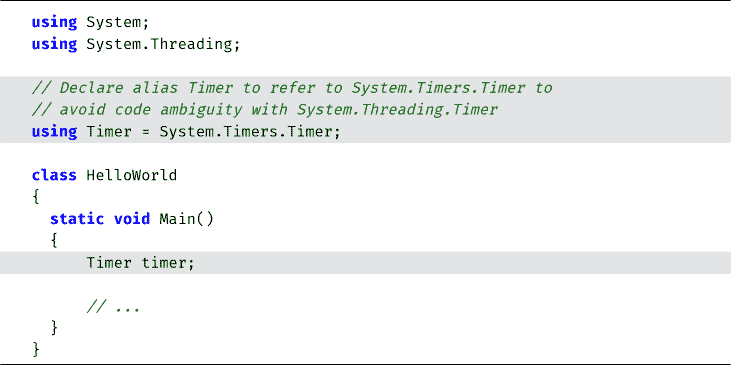 using System;
using System.Threading;
// Declare alias Timer to refer to System.Timers.Timer to
// avoid code ambiguity with System.Threading.Timer
using Timer = System.Timers.Timer;
class HelloWorld
{
static void Main()
{
Timer timer;
// ...
}
}